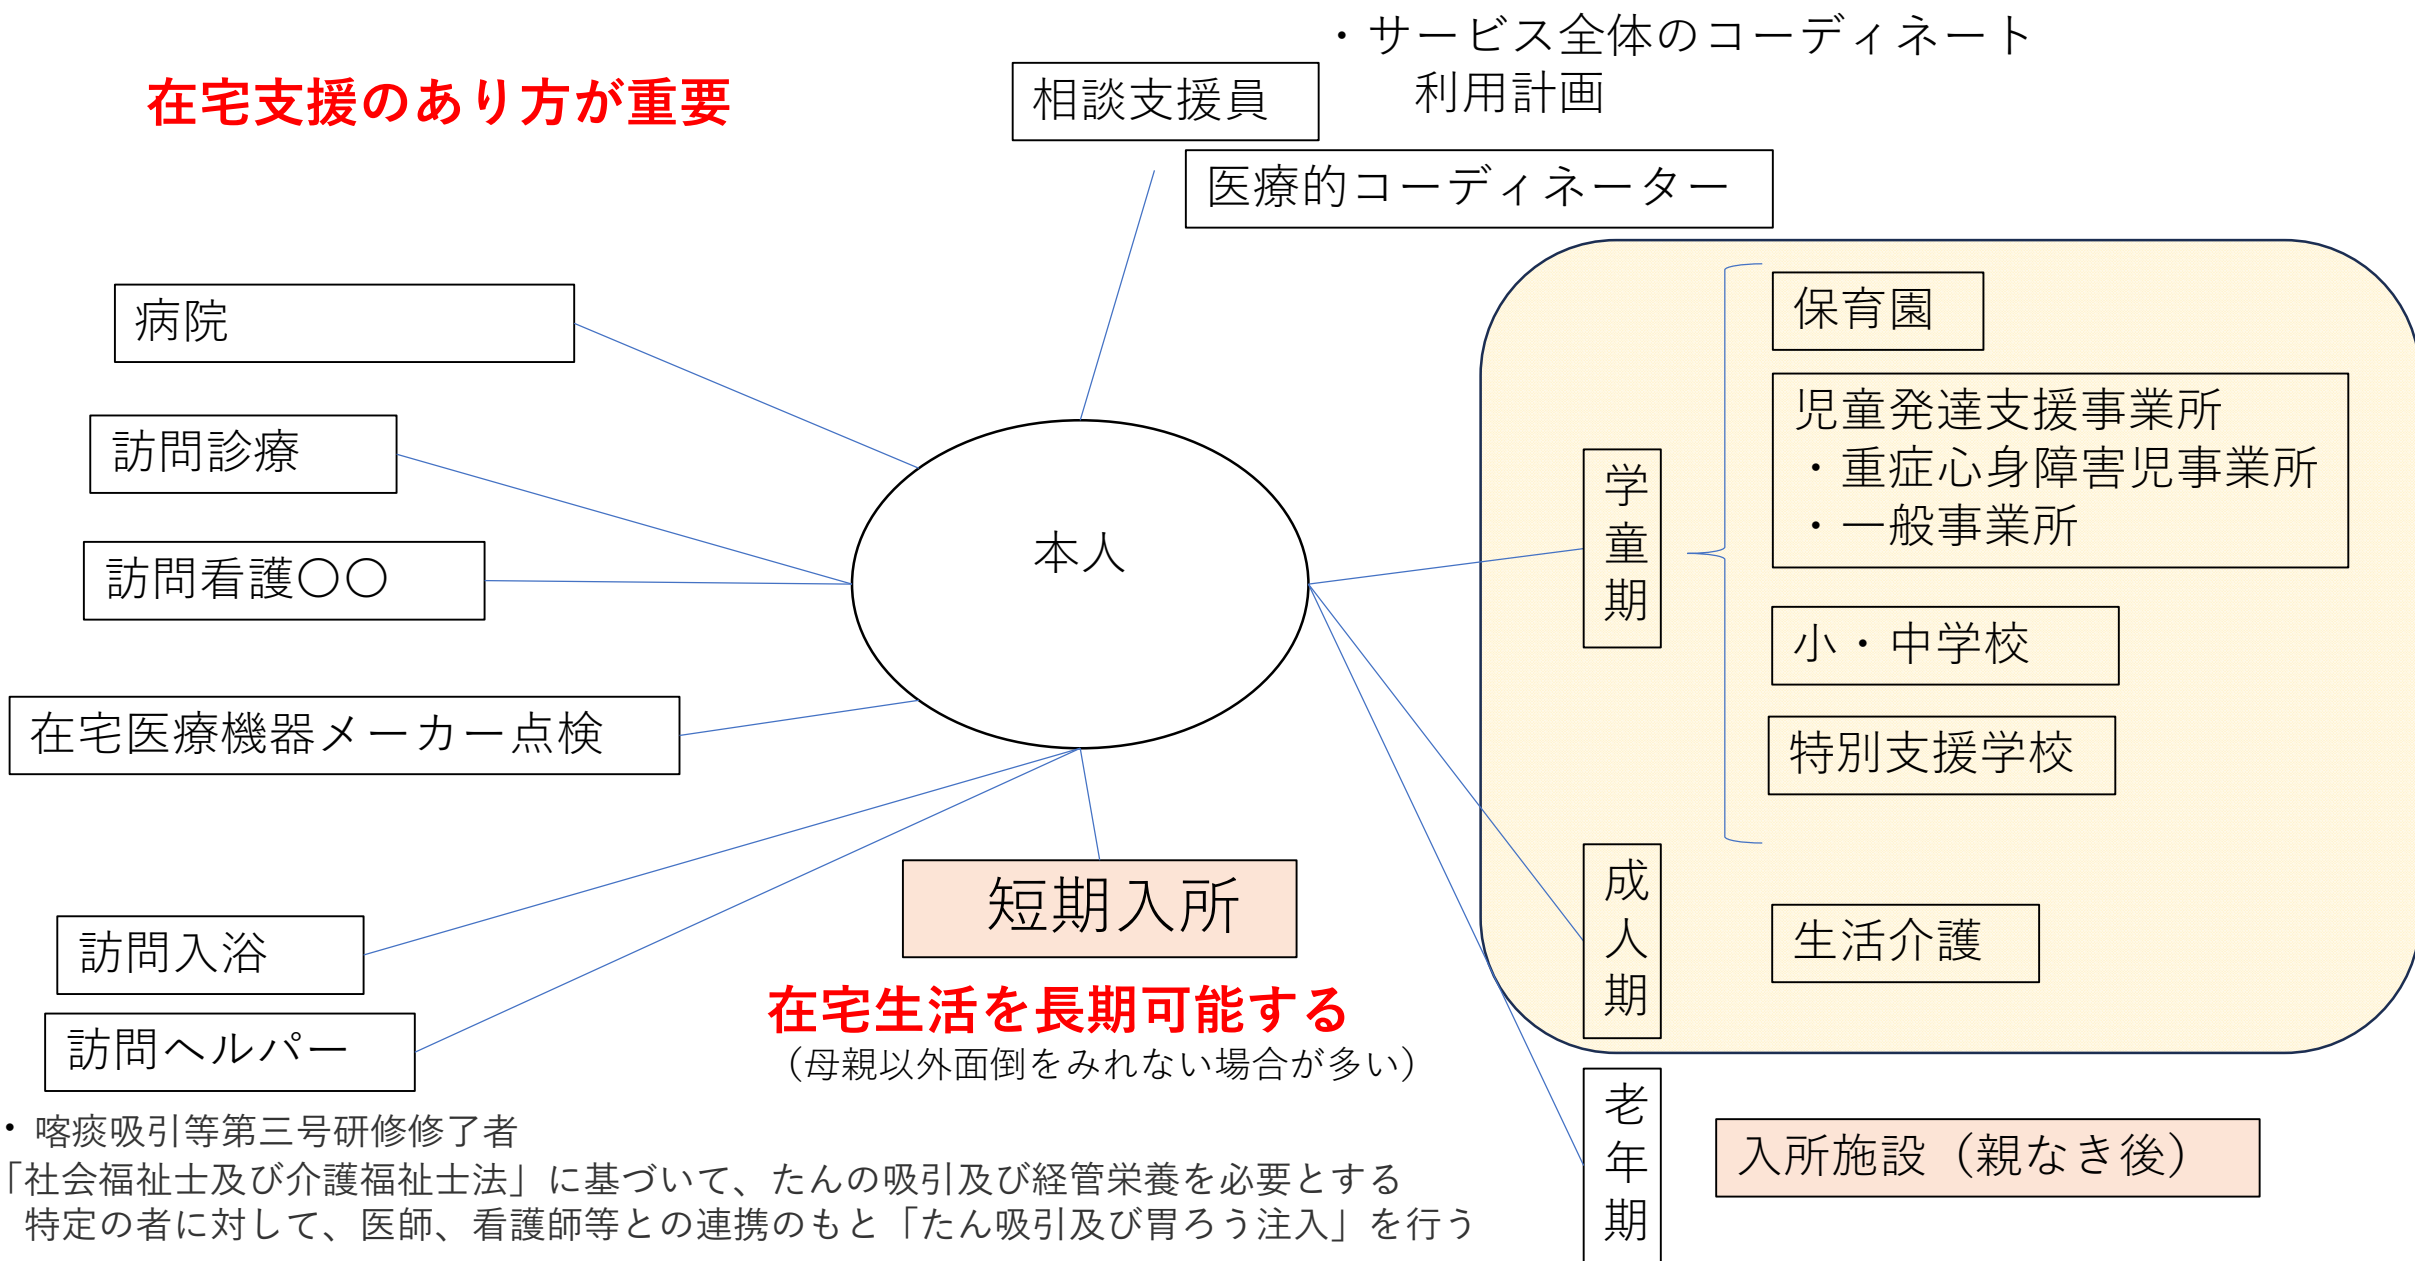 ・サービス全体のコーディネート
利用計画
在宅支援のあり方が重要
相談支援員
医療的コーディネーター
病院
訪問診療
訪問看護〇〇
在宅医療機器メーカー点検
訪問入浴
訪問ヘルパー
本人
短期入所
在宅生活を長期可能する
（母親以外面倒をみれない場合が多い）
学童期
保育園
児童発達支援事業所
・重症心身障害児事業所
・一般事業所
小・中学校
特別支援学校
成人期
生活介護
老年期
入所施設（親なき後）
・喀痰吸引等第三号研修修了者
「社会福祉士及び介護福祉士法」に基づいて、たんの吸引及び経管栄養を必要とする
特定の者に対して、医師、看護師等との連携のもと「たん吸引及び胃ろう注入」を行う